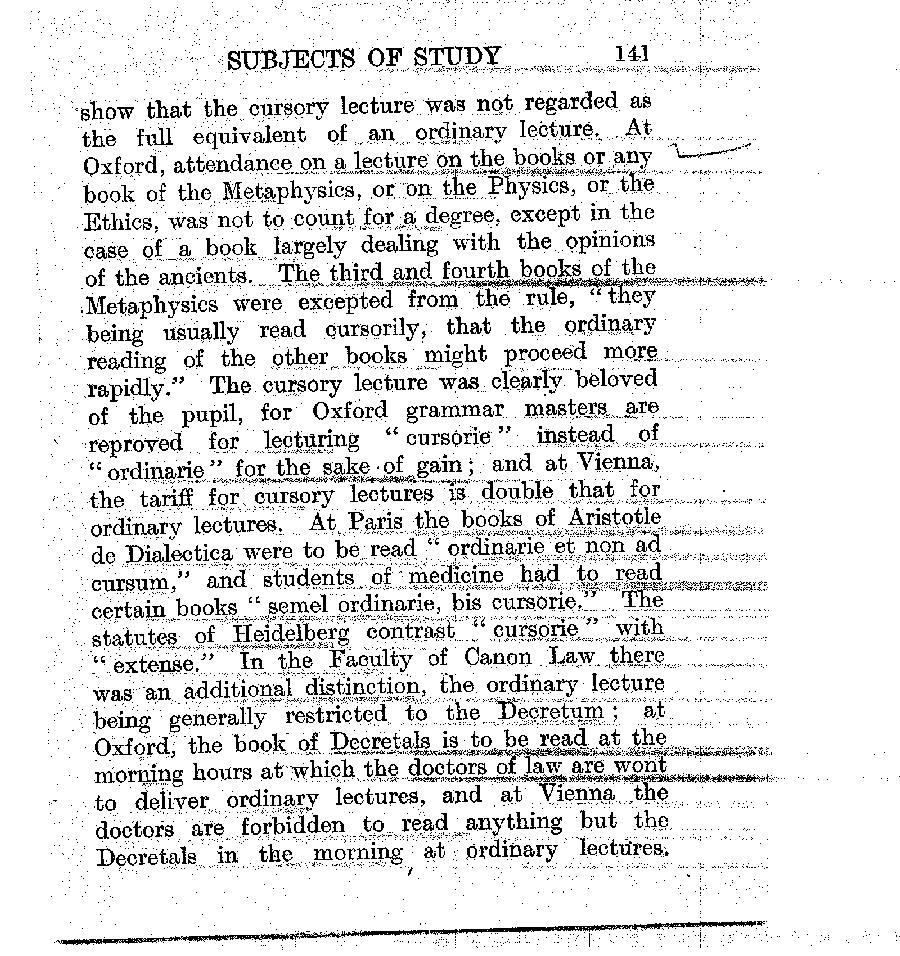 SUBJECTS OF STUDY 141
show that the cursory lecture was not regarded as
the full equivalent of an ordinary lecture. At
Oxford, attendance on a lecture on the books or any
book of the Metaphysics, or on the Physics, or the
Ethics, was not to count for a degree, except in the
case of a book largely dealing with the opinions
of the ancients. The third and fourth books of the
Metaphysics were excepted from the rule, “they
being usually read cursorily, that the ordinary
reading of the other books might proceed more
rapidly.” The cursory lecture was clearly beloved
of the pupil, for Oxford grammar masters are
reproved for lecturing “cursorie” instead of
“ordinarie” for the sake of gain; and at Vienna,
the tariff for cursory lectures is double that for
ordinary lectures. At Paris the books of Aristotle
de Dialectica were to be read “ordinarie et non ad
cursum,” and students of medicine had to read
certain books “semel ordinarie, bis cursorie.” The
statutes of Heidelberg contrast “cursorie” with
“extense.” In the Faculty of Canon Law there
was an additional distinction, the ordinary lecture
being generally restricted to the Decretum; at
Oxford, the book of Decretals is to be read at the
morning hours at which the doctors of law are wont
to deliver ordinary lectures, and at Vienna the
doctors are forbidden to read anything but the
Decretals in the morning at ordinary lectures.